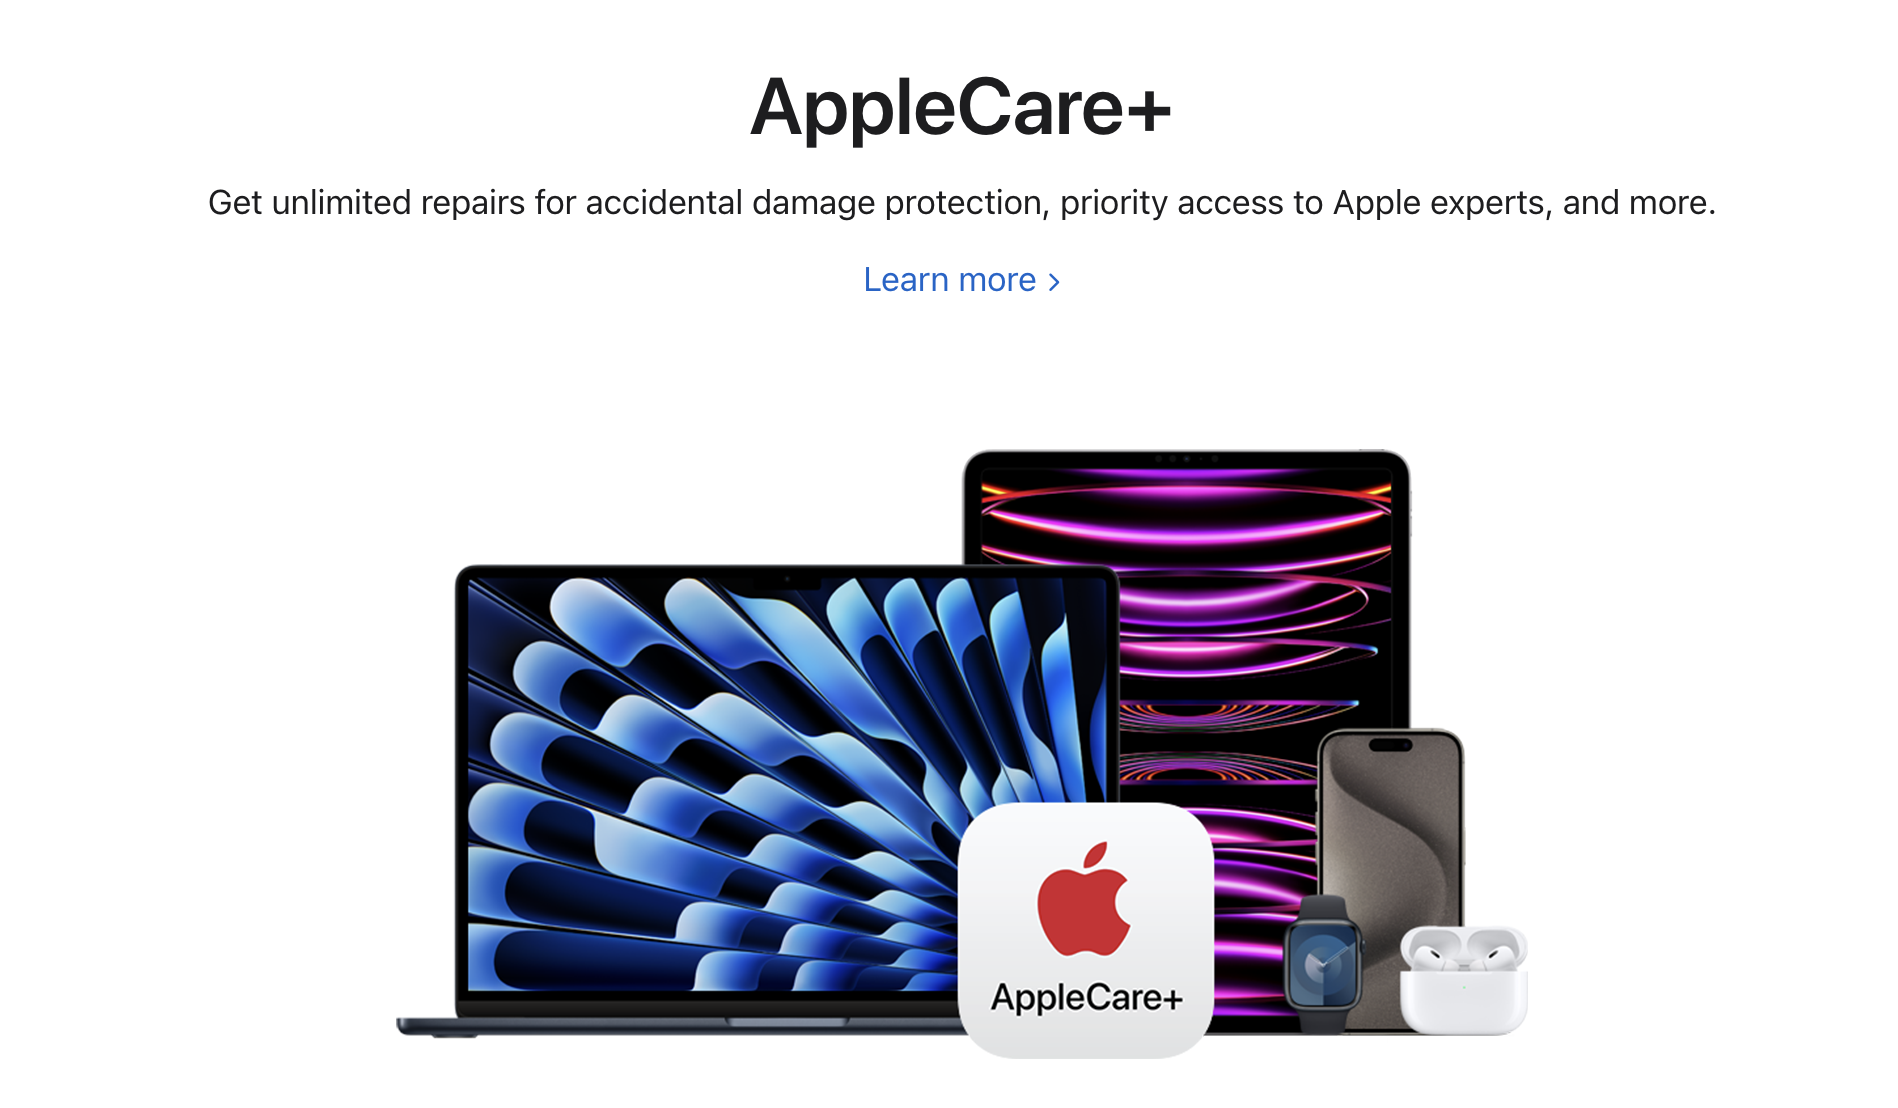 AppleCare+
Get unlimited repairs for accidental damage protection, priority access to Apple experts, and more.
Learn more >
AppleCare+